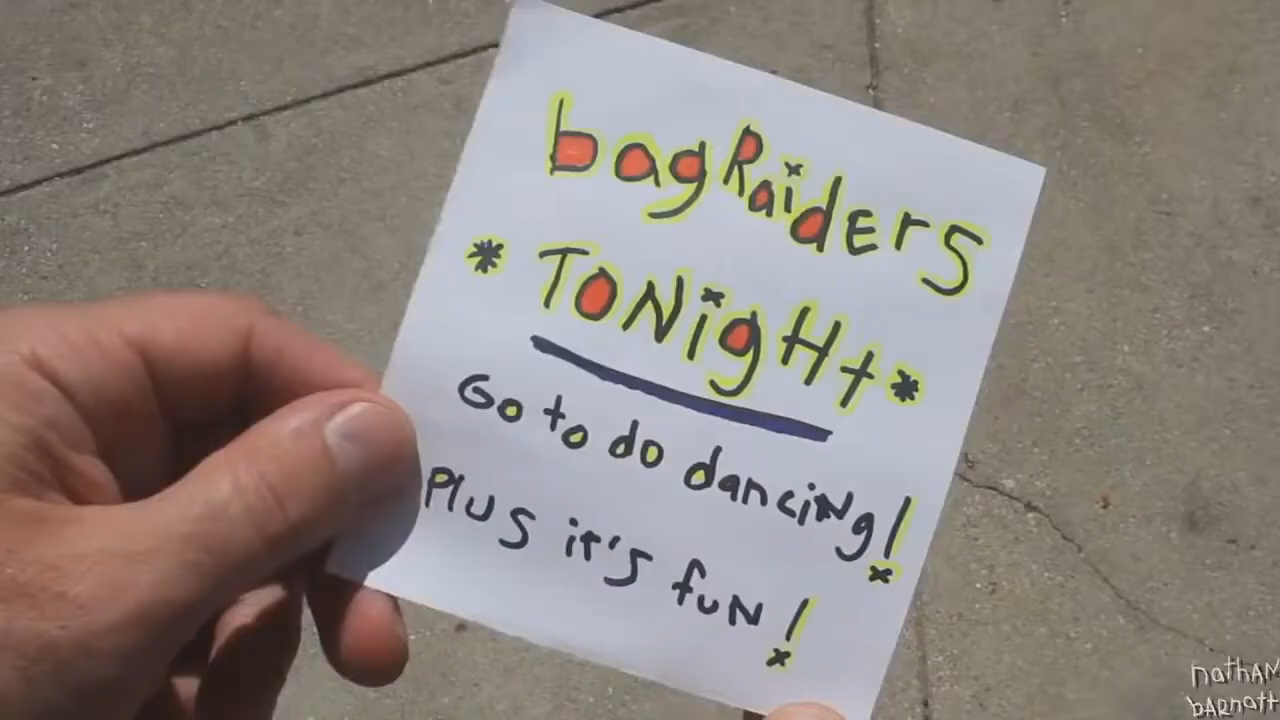 bagRaiders
* TONigHt *
Go to do dancing!
Plus it's fuN!
nathAN
bARnatt